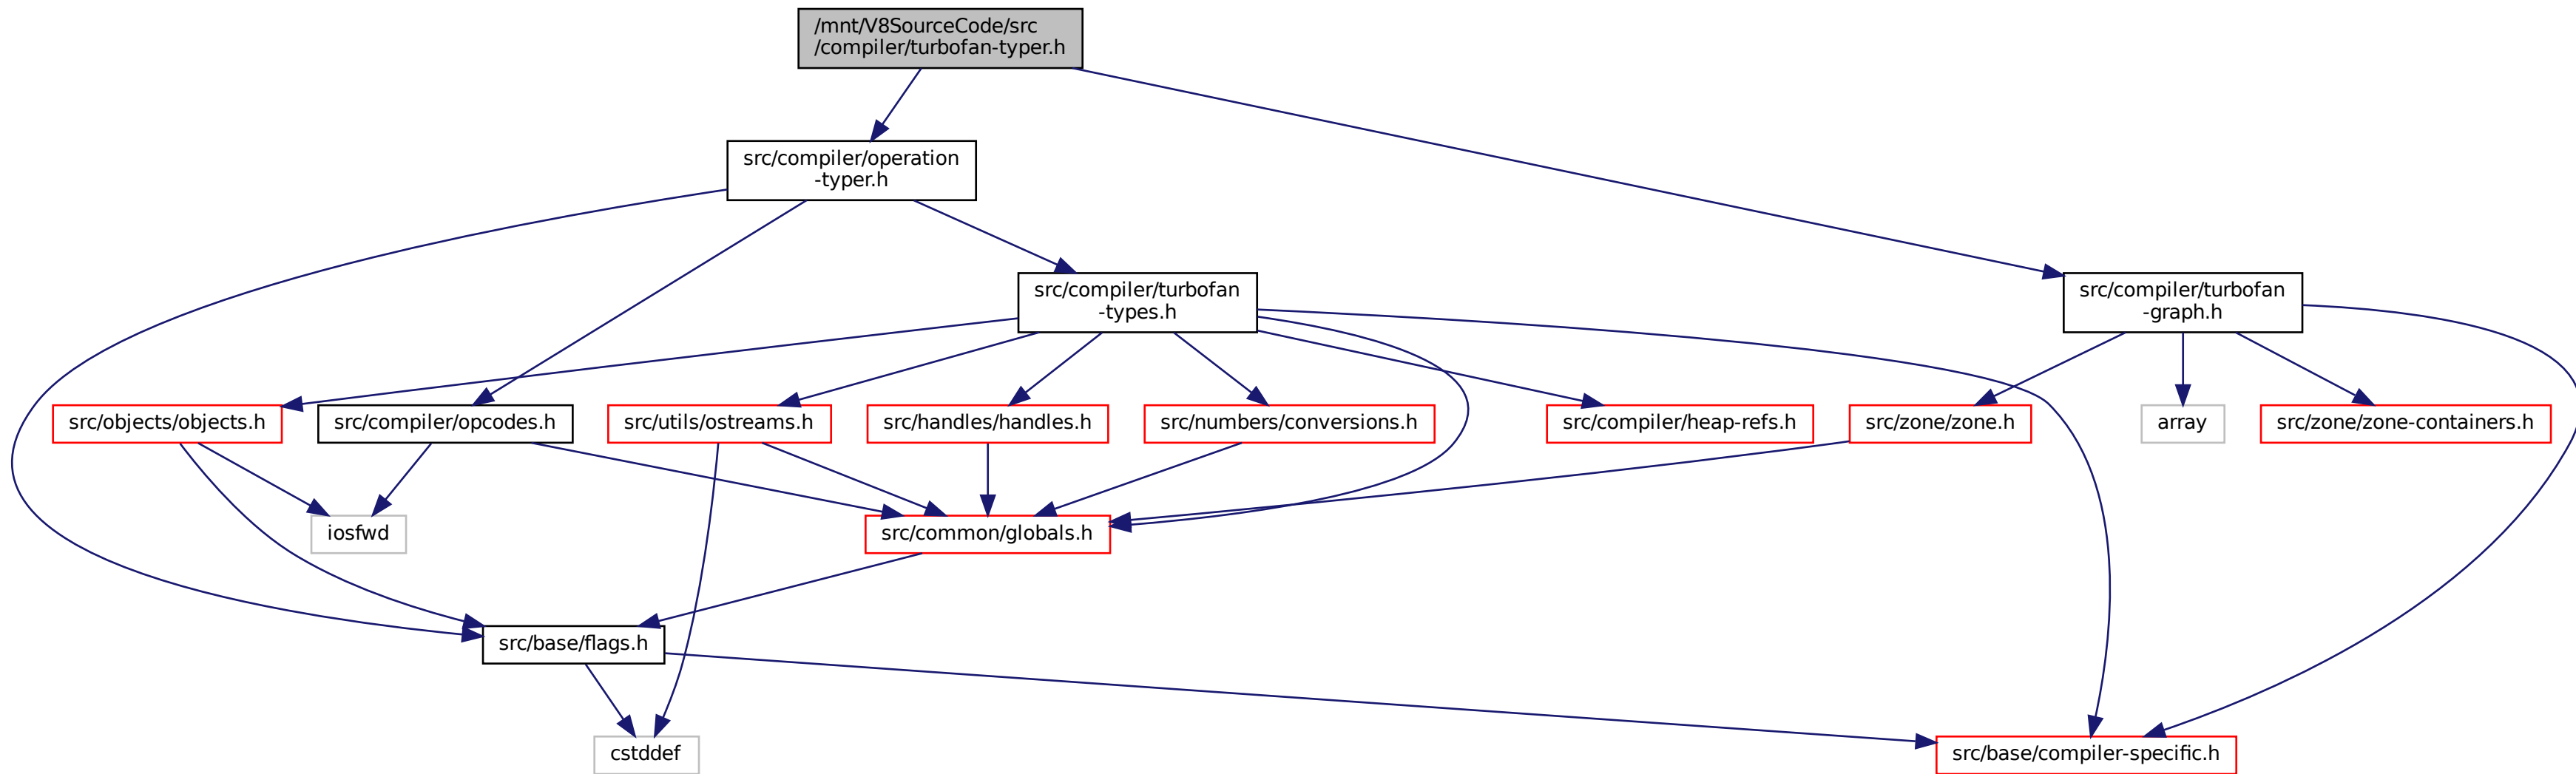 /mnt/V8SourceCode/src
/compiler/turbofan-typer.h
src/compiler/operation
-typer.h
src/compiler/turbofan
-types.h
src/compiler/turbofan
-graph.h
src/objects/objects.h
src/compiler/opcodes.h
src/utils/ostreams.h
src/handles/handles.h
src/numbers/conversions.h
src/compiler/heap-refs.h
src/zone/zone.h
array
src/zone/zone-containers.h
iosfwd
src/common/globals.h
src/base/flags.h
cstddef
src/base/compiler-specific.h